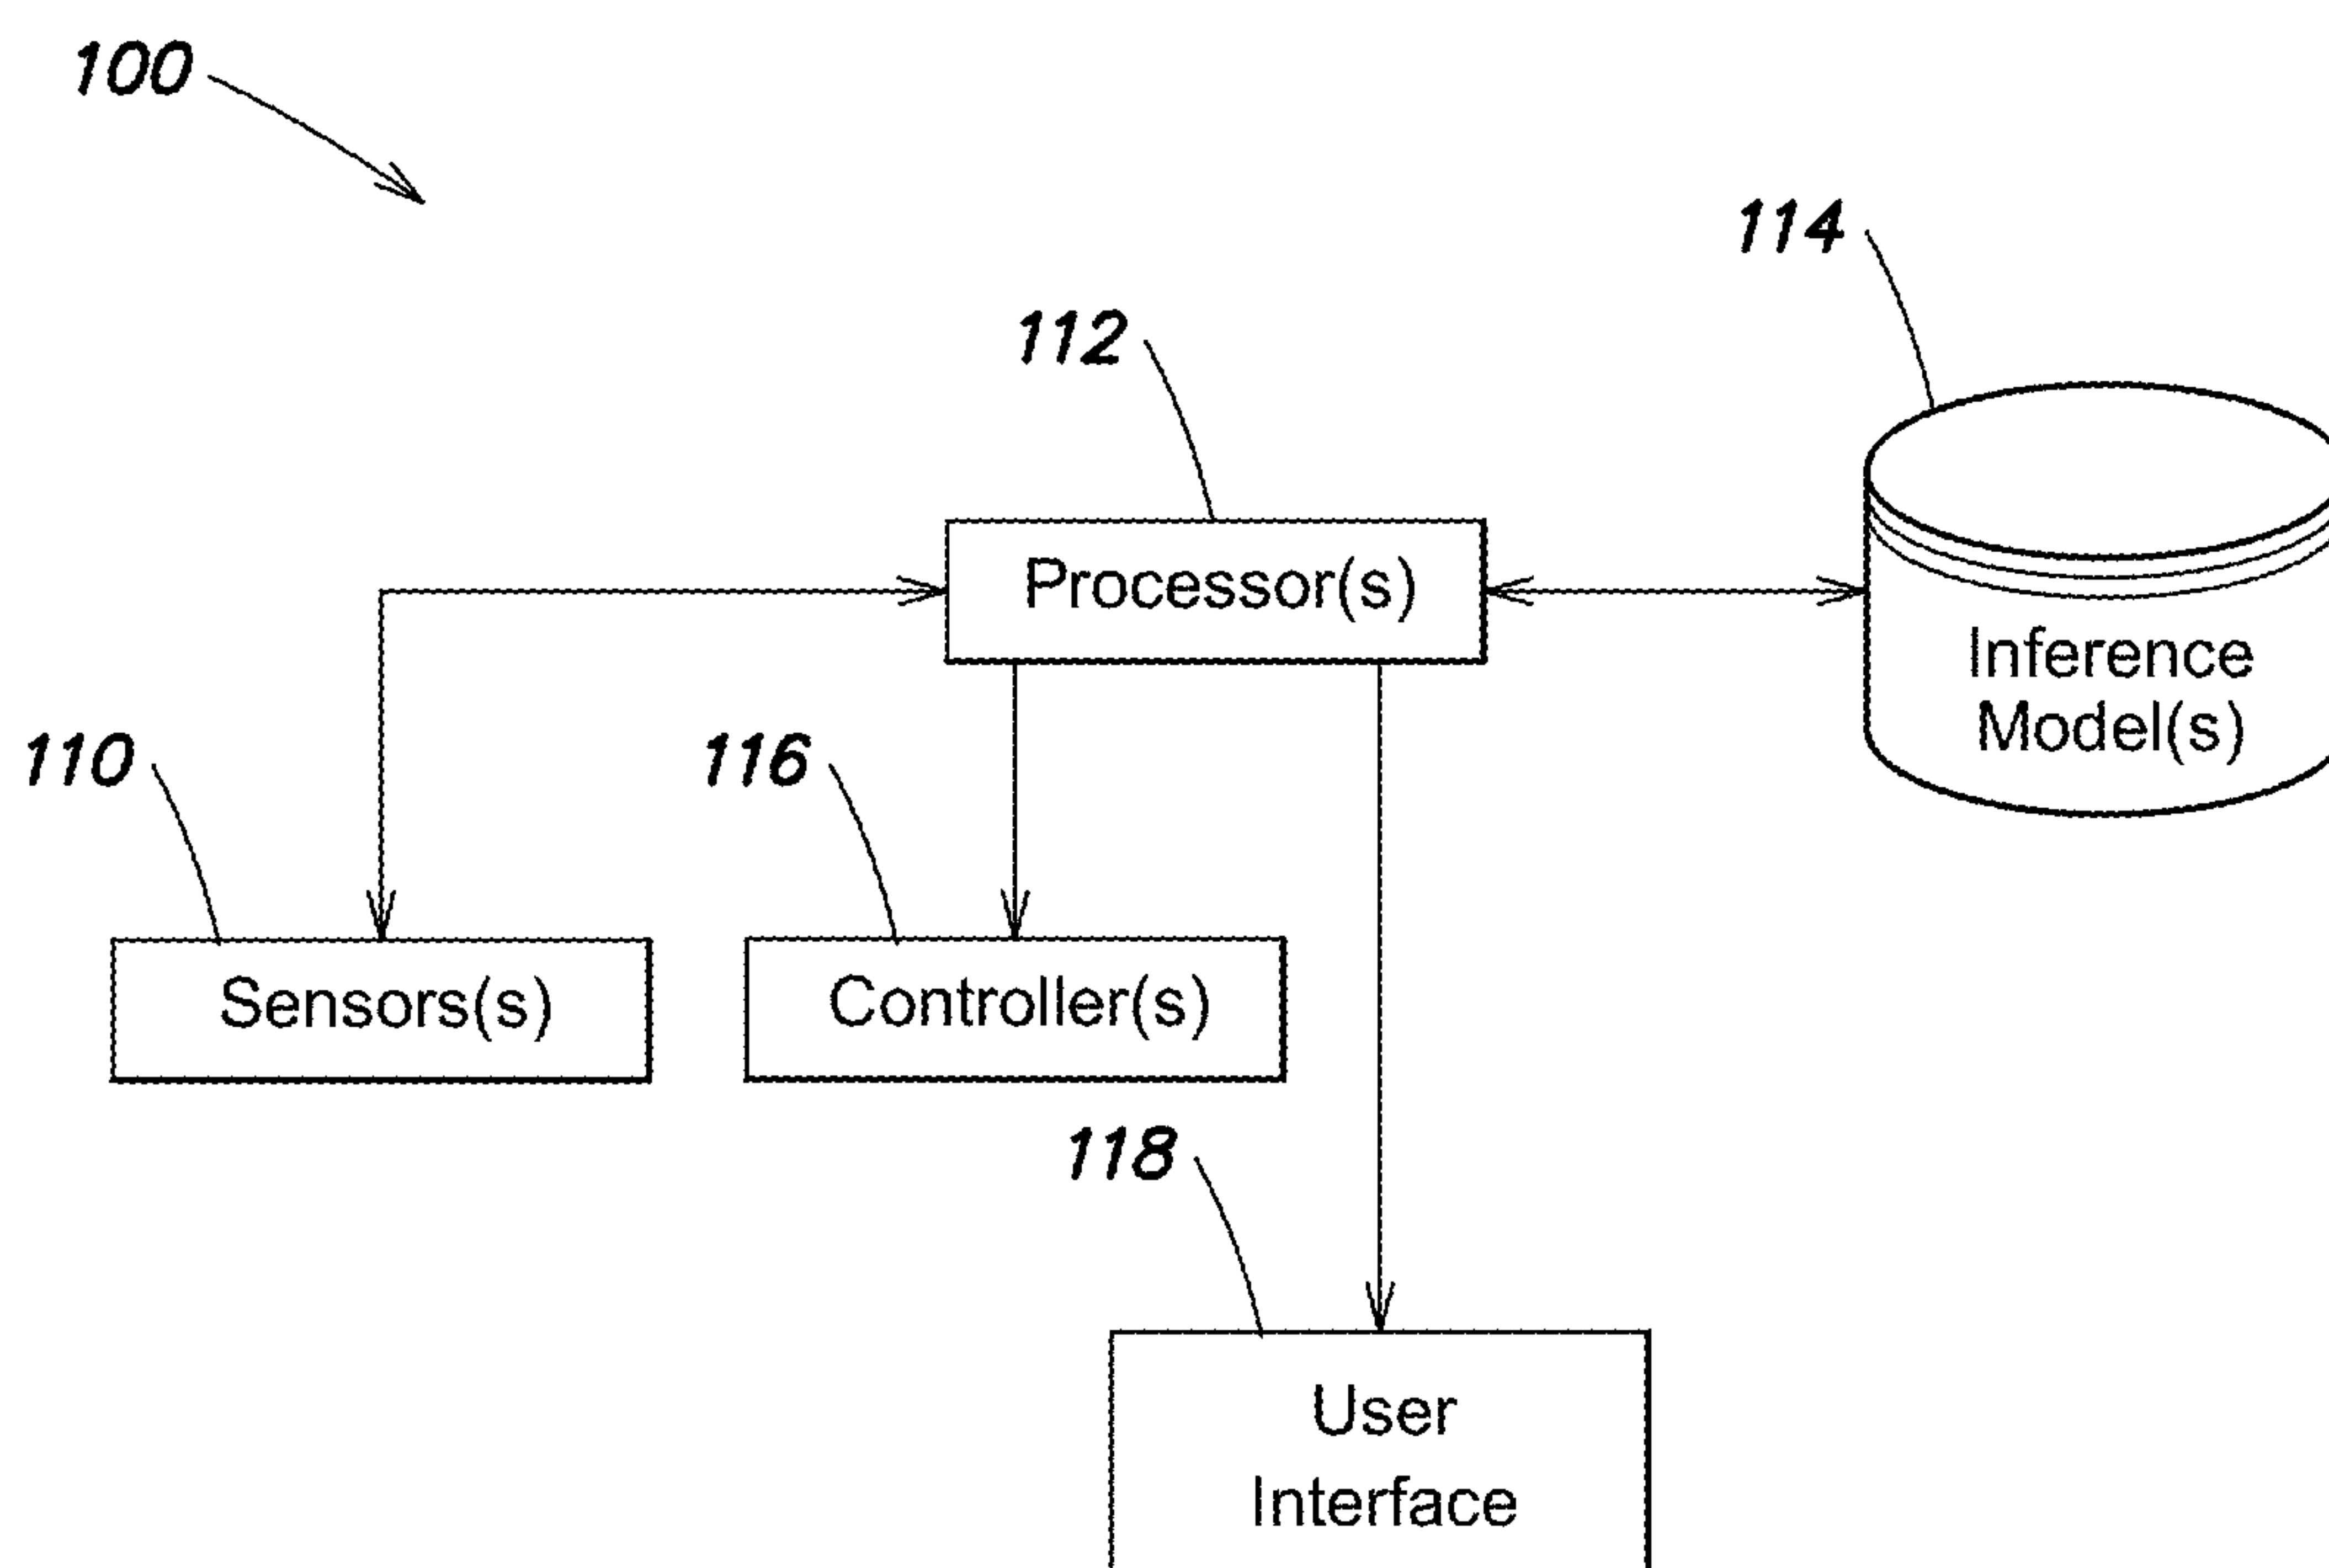 100
114
112
Processor(s)
Inference
Model(s)
110
116
Sensors(s)
Controller(s)
118
User
Interface